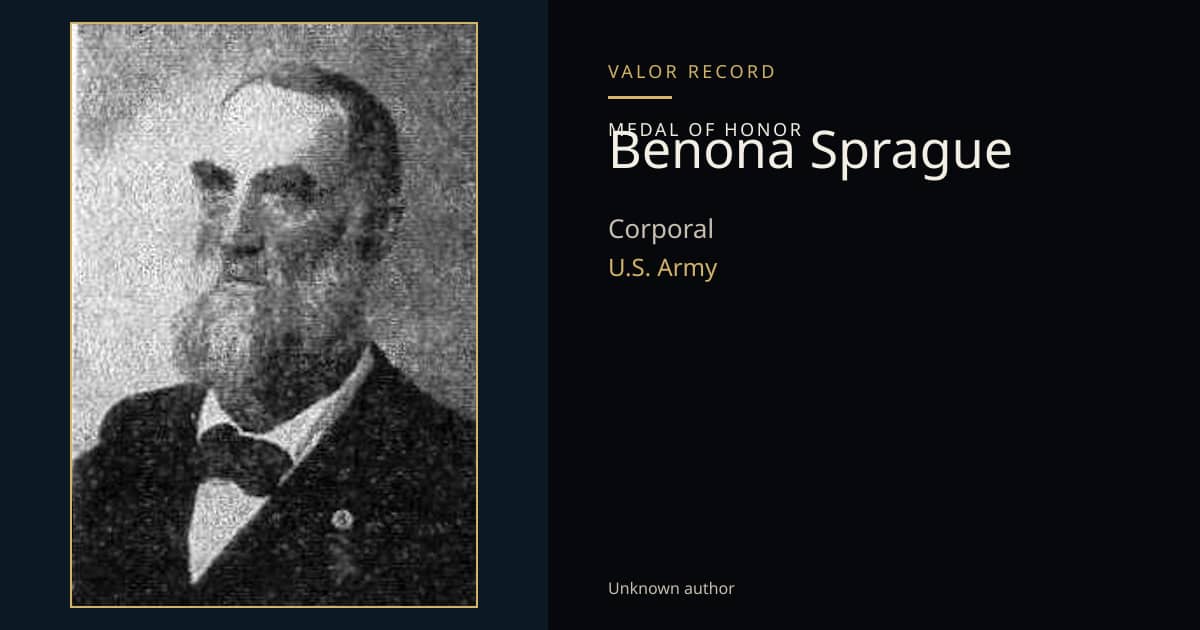 VALOR RECORD
MEDAL OF HONOR
Benona Sprague
Corporal
U.S. Army
Unknown author